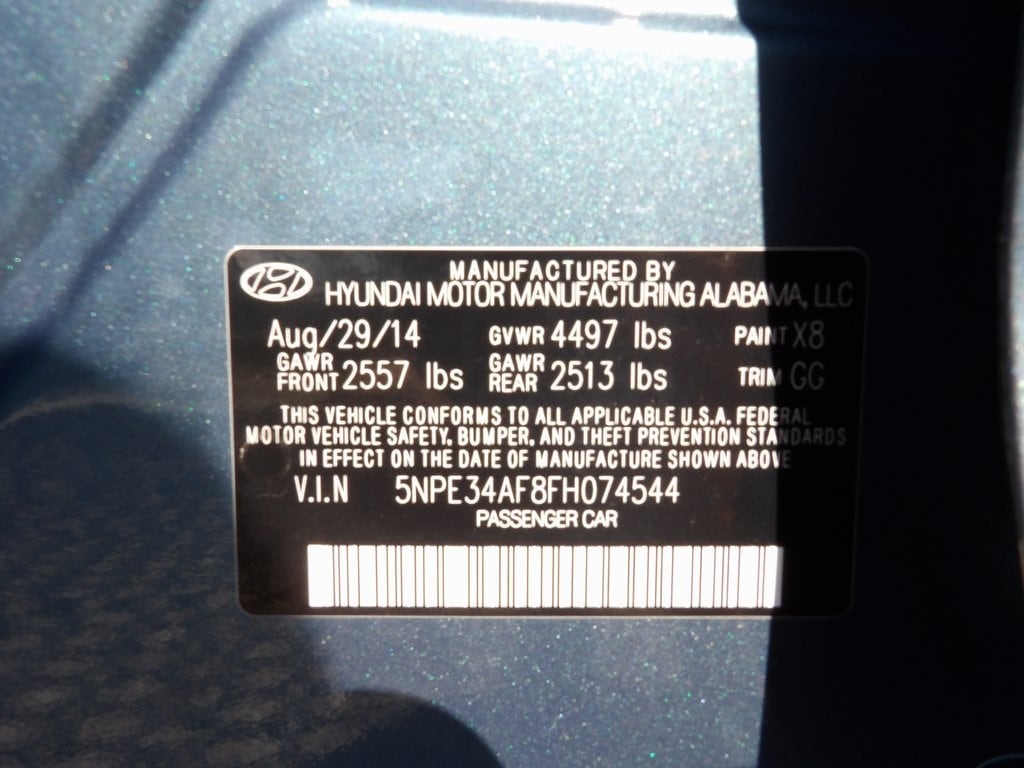 MANUFACTURED BY
HYUNDAI MOTOR MANUFACTURING ALABAMA, LLC
Aug/29/14 GVWR 4497 lbs PAINT X8
GAWR FRONT 2557 lbs GAWR REAR 2513 lbs TRIM GG
THIS VEHICLE CONFORMS TO ALL APPLICABLE U.S.A. FEDERAL
MOTOR VEHICLE SAFETY, BUMPER, AND THEFT PREVENTION STANDARDS
IN EFFECT ON THE DATE OF MANUFACTURE SHOWN ABOVE
V.I.N 5NPE34AF8FH074544
PASSENGER CAR